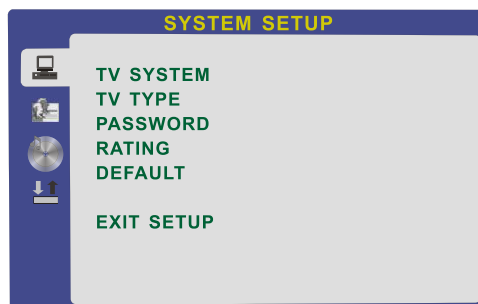 SYSTEM SETUP
TV SYSTEM
TV TYPE
PASSWORD
RATING
DEFAULT
EXIT SETUP